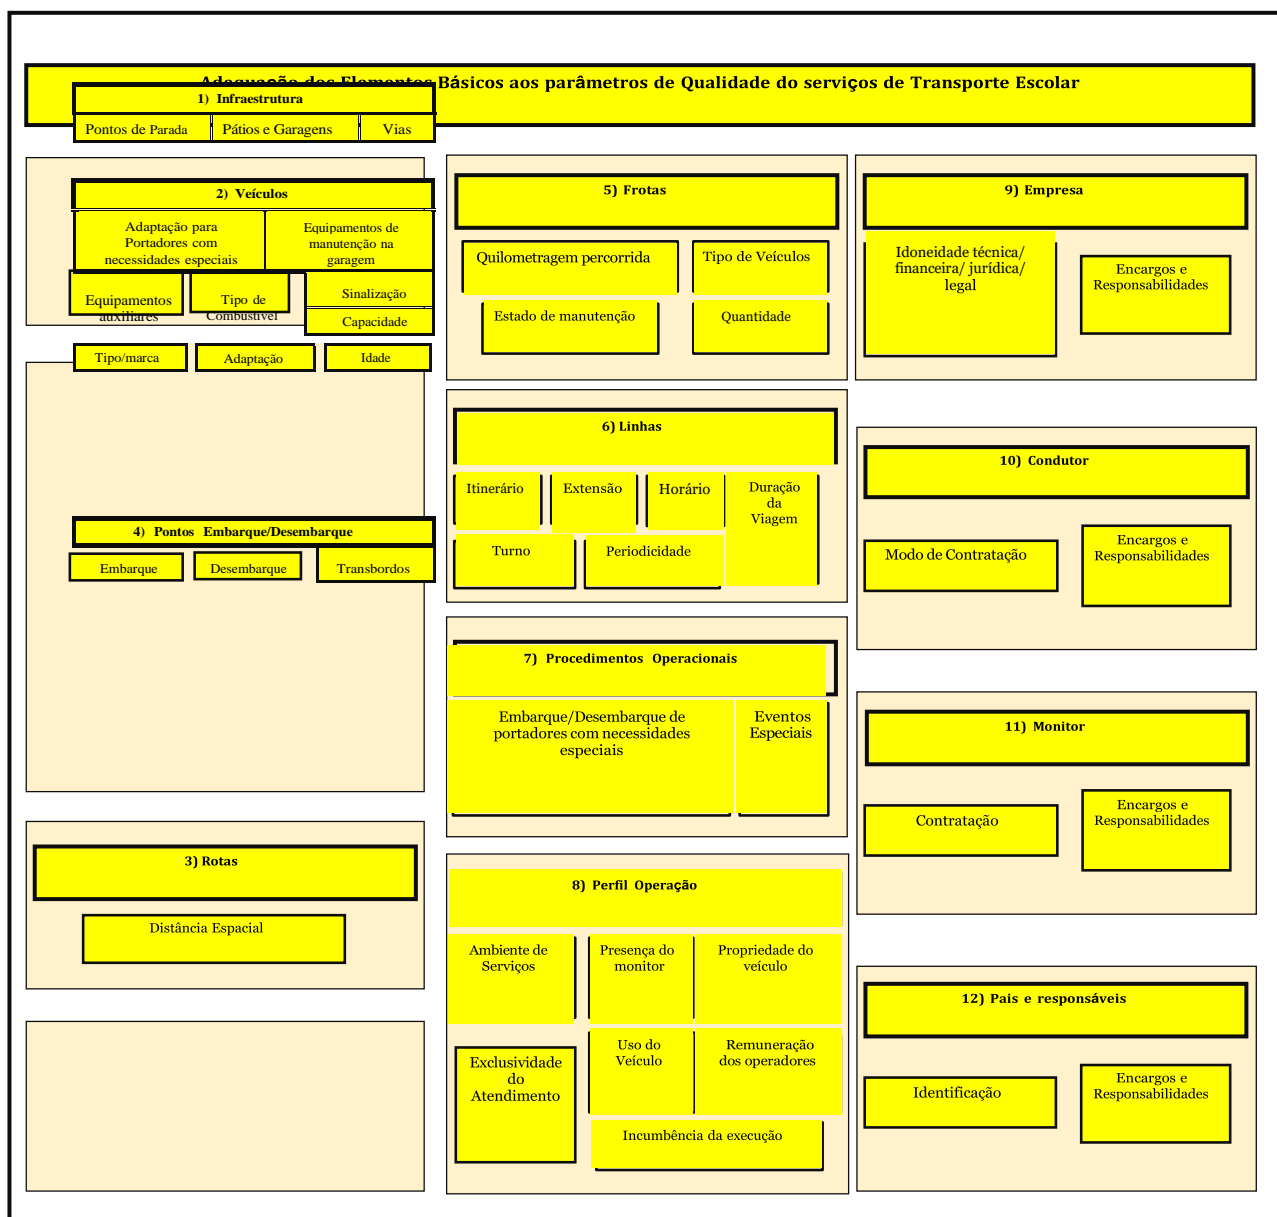 Adequação dos Elementos Básicos aos parâmetros de Qualidade do serviços de Transporte Escolar
1) Infraestrutura
Pontos de Parada
Pátios e Garagens
Vias
2) Veículos
Adaptação para
Portadores com
necessidades especiais
Equipamentos de
manutenção na
garagem
Equipamentos
auxiliares
Tipo de
Combustível
Sinalização
Capacidade
Tipo/marca
Adaptação
Idade
4) Pontos Embarque/Desembarque
Embarque
Desembarque
Transbordos
3) Rotas
Distância Espacial
5) Frotas
Quilometragem percorrida
Tipo de Veículos
Estado de manutenção
Quantidade
6) Linhas
Itinerário
Extensão
Horário
Duração
da
Viagem
Turno
Periodicidade
7) Procedimentos Operacionais
Embarque/Desembarque de
portadores com necessidades
especiais
Eventos
Especiais
8) Perfil Operação
Ambiente de
Serviços
Presença do
monitor
Propriedade do
veículo
Exclusividade
do
Atendimento
Uso do
Veículo
Remuneração
dos operadores
Incumbência da execução
9) Empresa
Idoneidade técnica/
financeira/ jurídica/
legal
Encargos e
Responsabilidades
10) Condutor
Modo de Contratação
Encargos e
Responsabilidades
11) Monitor
Contratação
Encargos e
Responsabilidades
12) Pais e responsáveis
Identificação
Encargos e
Responsabilidades